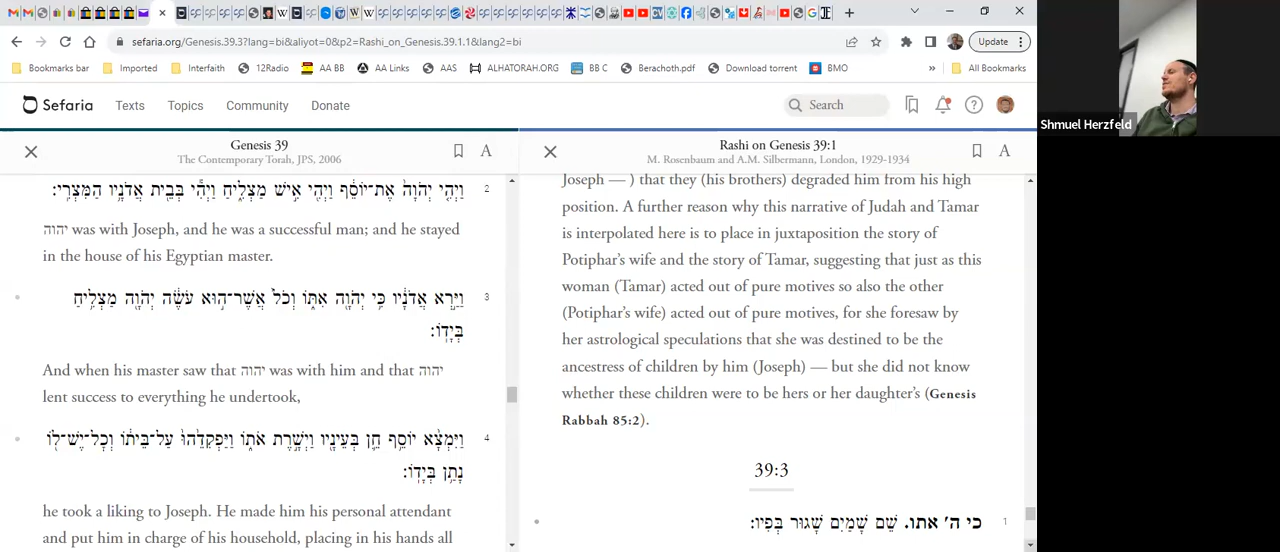 Update
sefaria.org/Genesis.39.3?lang=bi&aliyot=0&p2=Rashi_on_Genesis.39.1.1&lang2=bi
Bookmarks bar Imported Interfaith 12Radio AA BB AA Links AAS ALHATORAH.ORG BB C Berachoth.pdf Download torrent BMO » All Bookmarks
Sefaria Texts Topics Community Donate Search
Genesis 39
The Contemporary Torah, JPS, 2006
A
2 וַיְהִ֤י יְהֹוָה֙ אֶת־יוֹסֵ֔ף וַיְהִ֖י אִ֣ישׁ מַצְלִ֑יחַ וַיְהִ֕י בְּבֵ֖ית אֲדֹנָ֥יו הַמִּצְרִֽי׃
יהוה was with Joseph, and he was a successful man; and he stayed
in the house of his Egyptian master.
3 וַיַּ֣רְא אֲדֹנָ֔יו כִּ֥י יְהֹוָ֖ה אִתּ֑וֹ וְכֹל֙ אֲשֶׁר־ה֣וּא עֹשֶׂ֔ה יְהֹוָ֖ה מַצְלִ֥יחַ
בְּיָדֽוֹ׃
And when his master saw that יהוה was with him and that יהוה
lent success to everything he undertook,
4 וַיִּמְצָ֨א יוֹסֵ֥ף חֵ֛ן בְּעֵינָ֖יו וַיְשָׁ֣רֶת אֹת֑וֹ וַיַּפְקִדֵ֙הוּ֙ עַל־בֵּית֔וֹ וְכׇל־יֶשׁ־ל֖וֹ
נָתַ֥ן בְּיָדֽוֹ׃
he took a liking to Joseph. He made him his personal attendant
and put him in charge of his household, placing in his hands all
Rashi on Genesis 39:1
M. Rosenbaum and A.M. Silbermann, London, 1929-1934
A
Joseph — ) that they (his brothers) degraded him from his high
position. A further reason why this narrative of Judah and Tamar
is interpolated here is to place in juxtaposition the story of
Potiphar's wife and the story of Tamar, suggesting that just as this
woman (Tamar) acted out of pure motives so also the other
(Potiphar's wife) acted out of pure motives, for she foresaw by
her astrological speculations that she was destined to be the
ancestress of children by him (Joseph) — but she did not know
whether these children were to be hers or her daughter's (Genesis
Rabbah 85:2).
39:3
1 כי ה׳ אתו. שֵׁם שָׁמַיִם שָׁגוּר בְּפִיו:
Shmuel Herzfeld